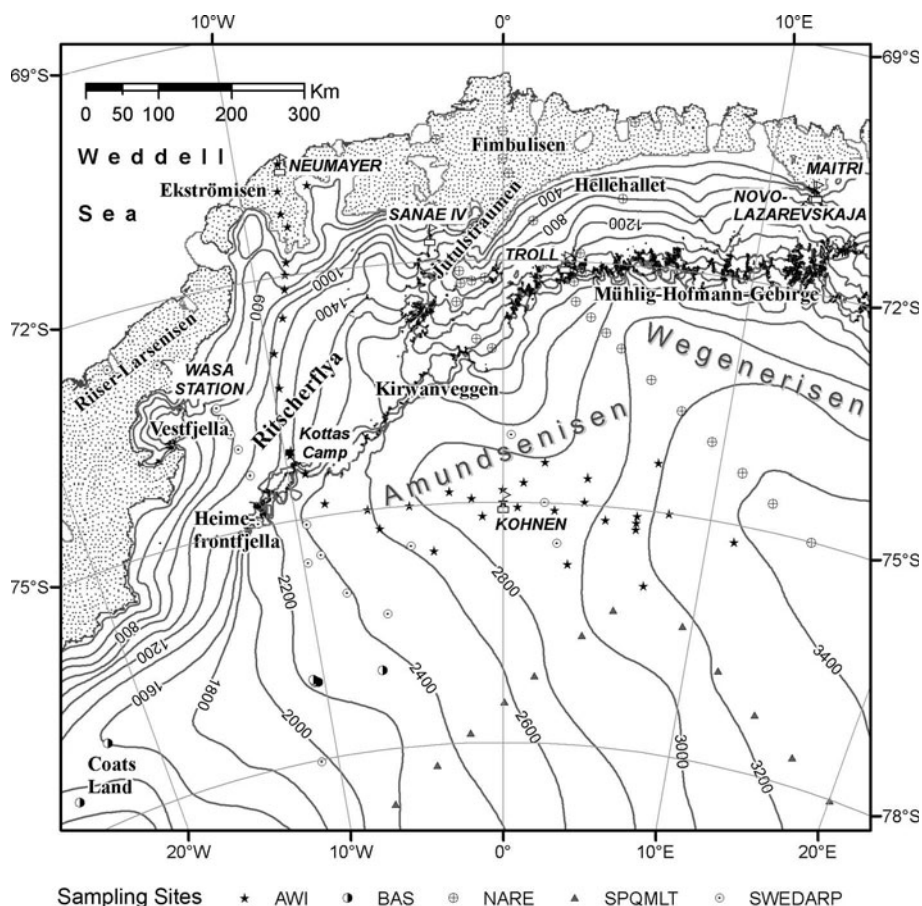 10°W 0° 10°E
69°S 69°S
0 50 100 200 300 Km
Weddell
Sea
Fimbulisen
NEUMAYER
MAITRI
Ekströmisen
Hellehallet
400
SANAE IV
NOVO-
LAZAREVSKAJA
800
1200
Jutulstraumen
TROLL
1000
600
1400
Mühlig-Hofmann-Gebirge
72°S 72°S
Riiser-Larsenisen
WASA
STATION
Ritscherflya
Wegenerisen
Kirwanveggen
Vestfjella
Kottas
Camp
Amundsenisen
Heime-
frontfjella
KOHNEN
75°S 75°S
2200
2800
800
1200
1600
1800
2400
3400
2000
2600
3000
3200
Coats
Land
78°S
20°W 10°W 0° 10°E 20°E
Sampling Sites AWI BAS NARE SPQMLT SWEDARP